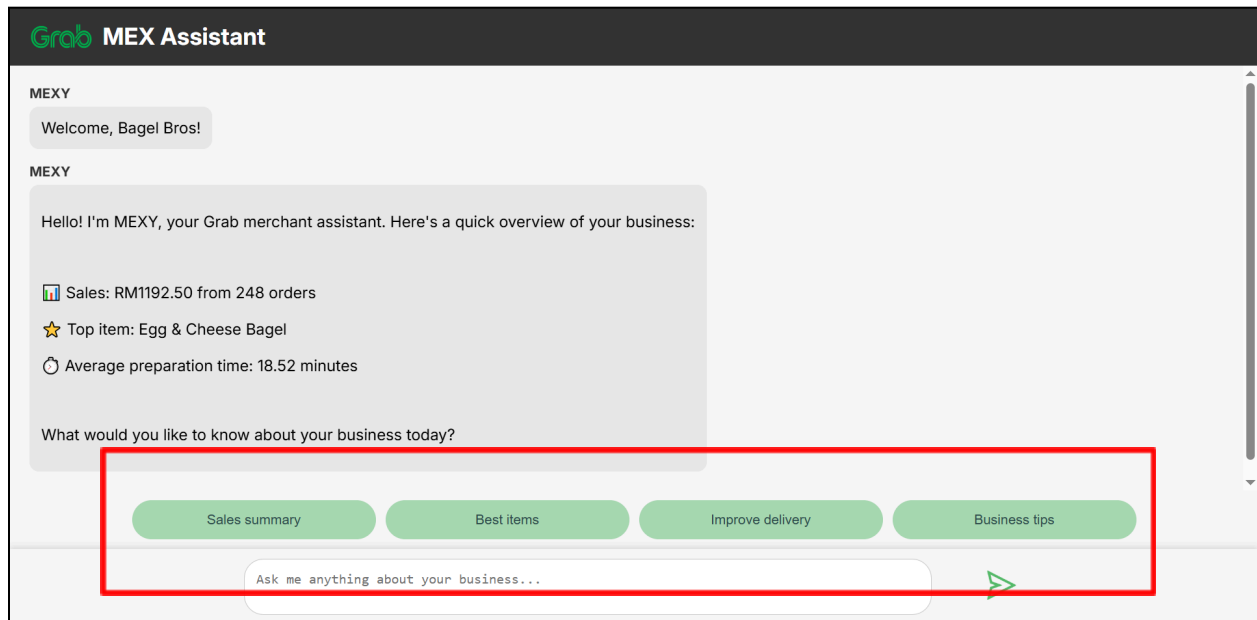 Grab MEX Assistant
MEXY
Welcome, Bagel Bros!
MEXY
Hello! I'm MEXY, your Grab merchant assistant. Here's a quick overview of your business:
📊 Sales: RM1192.50 from 248 orders
⭐ Top item: Egg & Cheese Bagel
⏱ Average preparation time: 18.52 minutes
What would you like to know about your business today?
Sales summary
Best items
Improve delivery
Business tips
Ask me anything about your business...